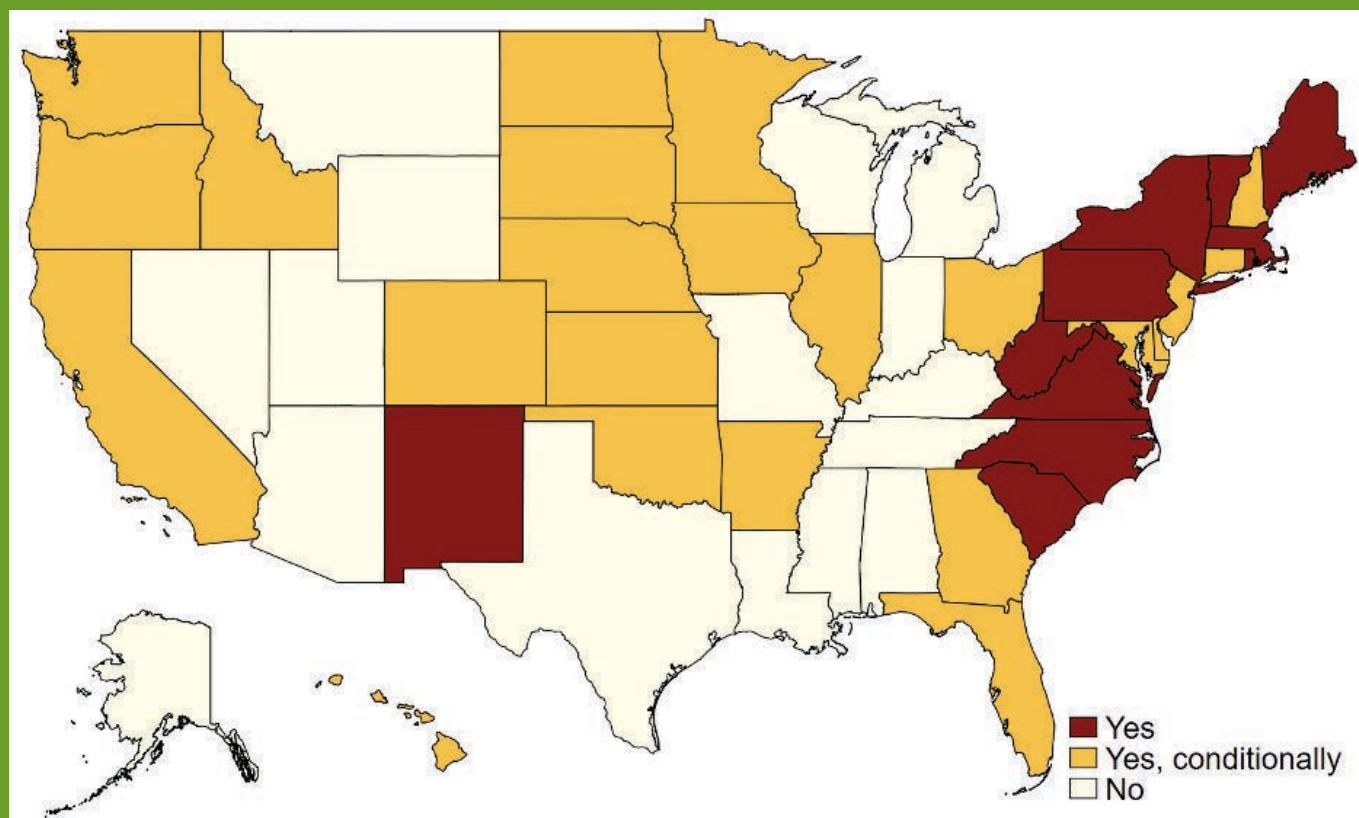 Yes
Yes, conditionally
No